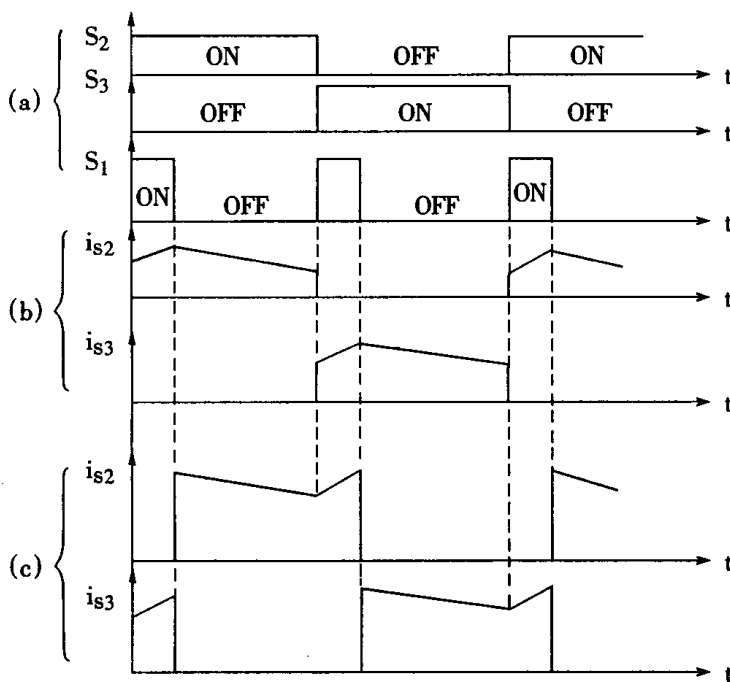 (a)
S2
ON
OFF
ON
t
S3
OFF
ON
OFF
t
S1
ON
OFF
OFF
ON
t
(b)
is2
t
is3
t
(c)
is2
t
is3
t